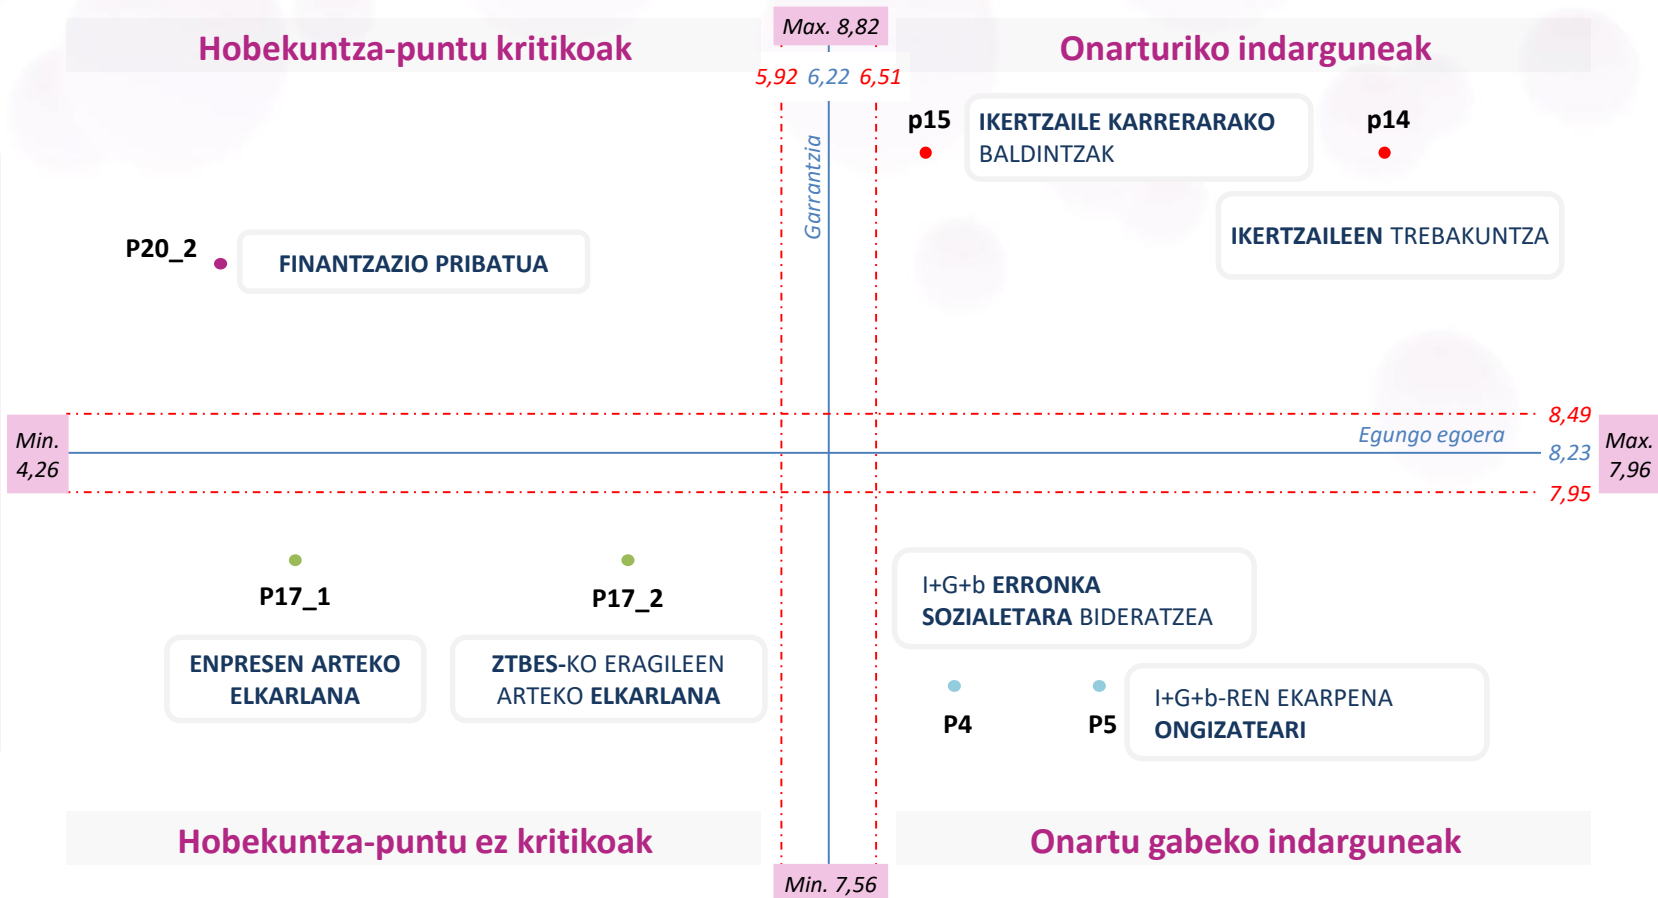 Max. 8,82
Hobekuntza-puntu kritikoak
Onarturiko indarguneak
5,92 6,22 6,51
Garrantzia
p15
IKERTZAILE KARRERARAKO
BALDINTZAK
p14
IKERTZAILEEN TREBAKUNTZA
P20_2
FINANTZAZIO PRIBATUA
8,49
Egungo egoera
8,23
7,95
Min.
4,26
Max.
7,96
P17_1
P17_2
ENPRESEN ARTEKO
ELKARLANA
ZTBES-KO ERAGILEEN
ARTEKO ELKARLANA
I+G+b ERRONKA
SOZIALETARA BIDERATZEA
P4
P5
I+G+b-REN EKARPENA
ONGIZATEARI
Hobekuntza-puntu ez kritikoak
Onartu gabeko indarguneak
Min. 7,56